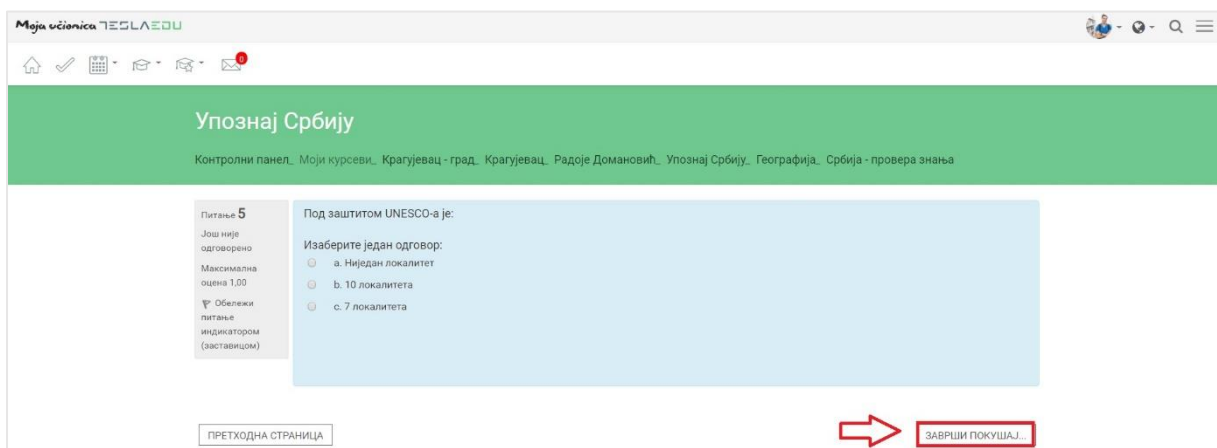 Moja učionica TESLAEDU
0
Упознај Србију
Контролни панел_ Моји курсеви_ Крагујевац - град_ Крагујевац_ Радоје Домановић_ Упознај Србију_ Географија_ Србија - провера знања
Питање 5
Још није
одговорено
Максимална
оцена 1,00
Обележи
питање
индикатором
(заставицом)
Под заштитом UNESCO-а је:
Изаберите један одговор:
a. Ниједан локалитет
b. 10 локалитета
c. 7 локалитета
ПРЕТХОДНА СТРАНИЦА
ЗАВРШИ ПОКУШАЈ...